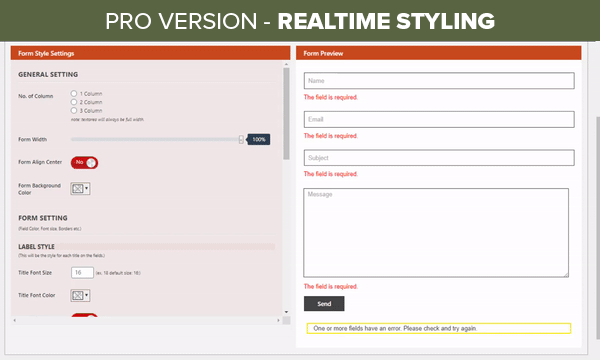 PRO VERSION - REALTIME STYLING
Form Style Settings
GENERAL SETTING
No. of Column
1 Column
2 Column
3 Column
note: textarea will always be full width
Form Width
100%
Form Align Center
No
Form Background
Color
FORM SETTING
(Field Color, Font size, Borders etc.)
LABEL STYLE
(This will be the style for each title on the fields.)
Title Font Size
16
(ex. 16 default size: 16)
Title Font Color
Form Preview
Name
The field is required.
Email
The field is required.
Subject
The field is required.
Message
The field is required.
Send
One or more fields have an error. Please check and try again.